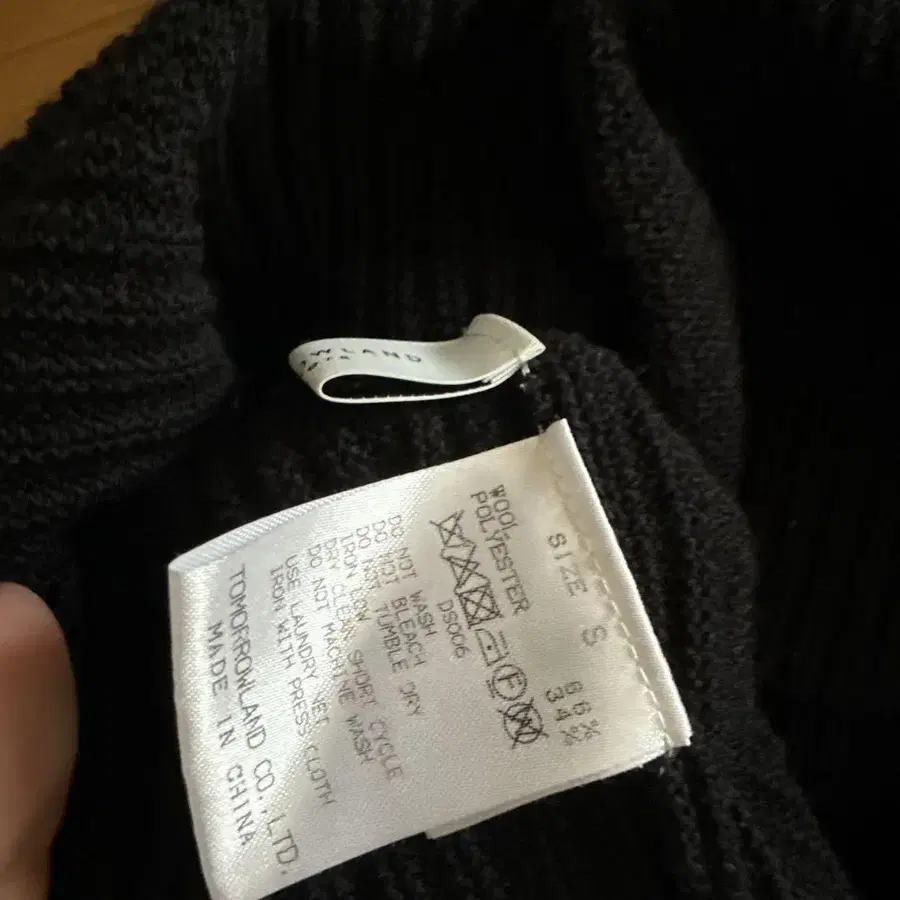 WLAND
SIZE S
WOOL 66%
POLYESTER 34%
DS006
DO NOT WASH
DO NOT BLEACH
DO NOT TUMBLE DRY
IRON LOW
DRY CLEAN SHORT CYCLE
DO NOT MACHINE WASH
USE LAUNDRY NET
IRON WITH PRESS CLOTH
TOMORROWLAND CO.,LTD.
MADE IN CHINA